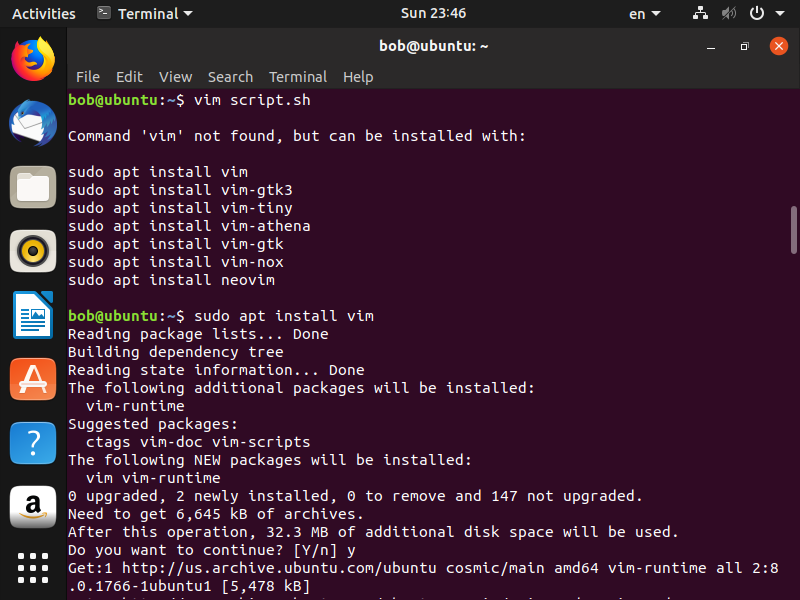 Activities Terminal Sun 23:46 en
bob@ubuntu: ~
File Edit View Search Terminal Help
bob@ubuntu:~$ vim script.sh
Command 'vim' not found, but can be installed with:
sudo apt install vim
sudo apt install vim-gtk3
sudo apt install vim-tiny
sudo apt install vim-athena
sudo apt install vim-gtk
sudo apt install vim-nox
sudo apt install neovim
bob@ubuntu:~$ sudo apt install vim
Reading package lists... Done
Building dependency tree
Reading state information... Done
The following additional packages will be installed:
vim-runtime
Suggested packages:
ctags vim-doc vim-scripts
The following NEW packages will be installed:
vim vim-runtime
0 upgraded, 2 newly installed, 0 to remove and 147 not upgraded.
Need to get 6,645 kB of archives.
After this operation, 32.3 MB of additional disk space will be used.
Do you want to continue? [Y/n] y
Get:1 http://us.archive.ubuntu.com/ubuntu cosmic/main amd64 vim-runtime all 2:8
.0.1766-1ubuntu1 [5,478 kB]